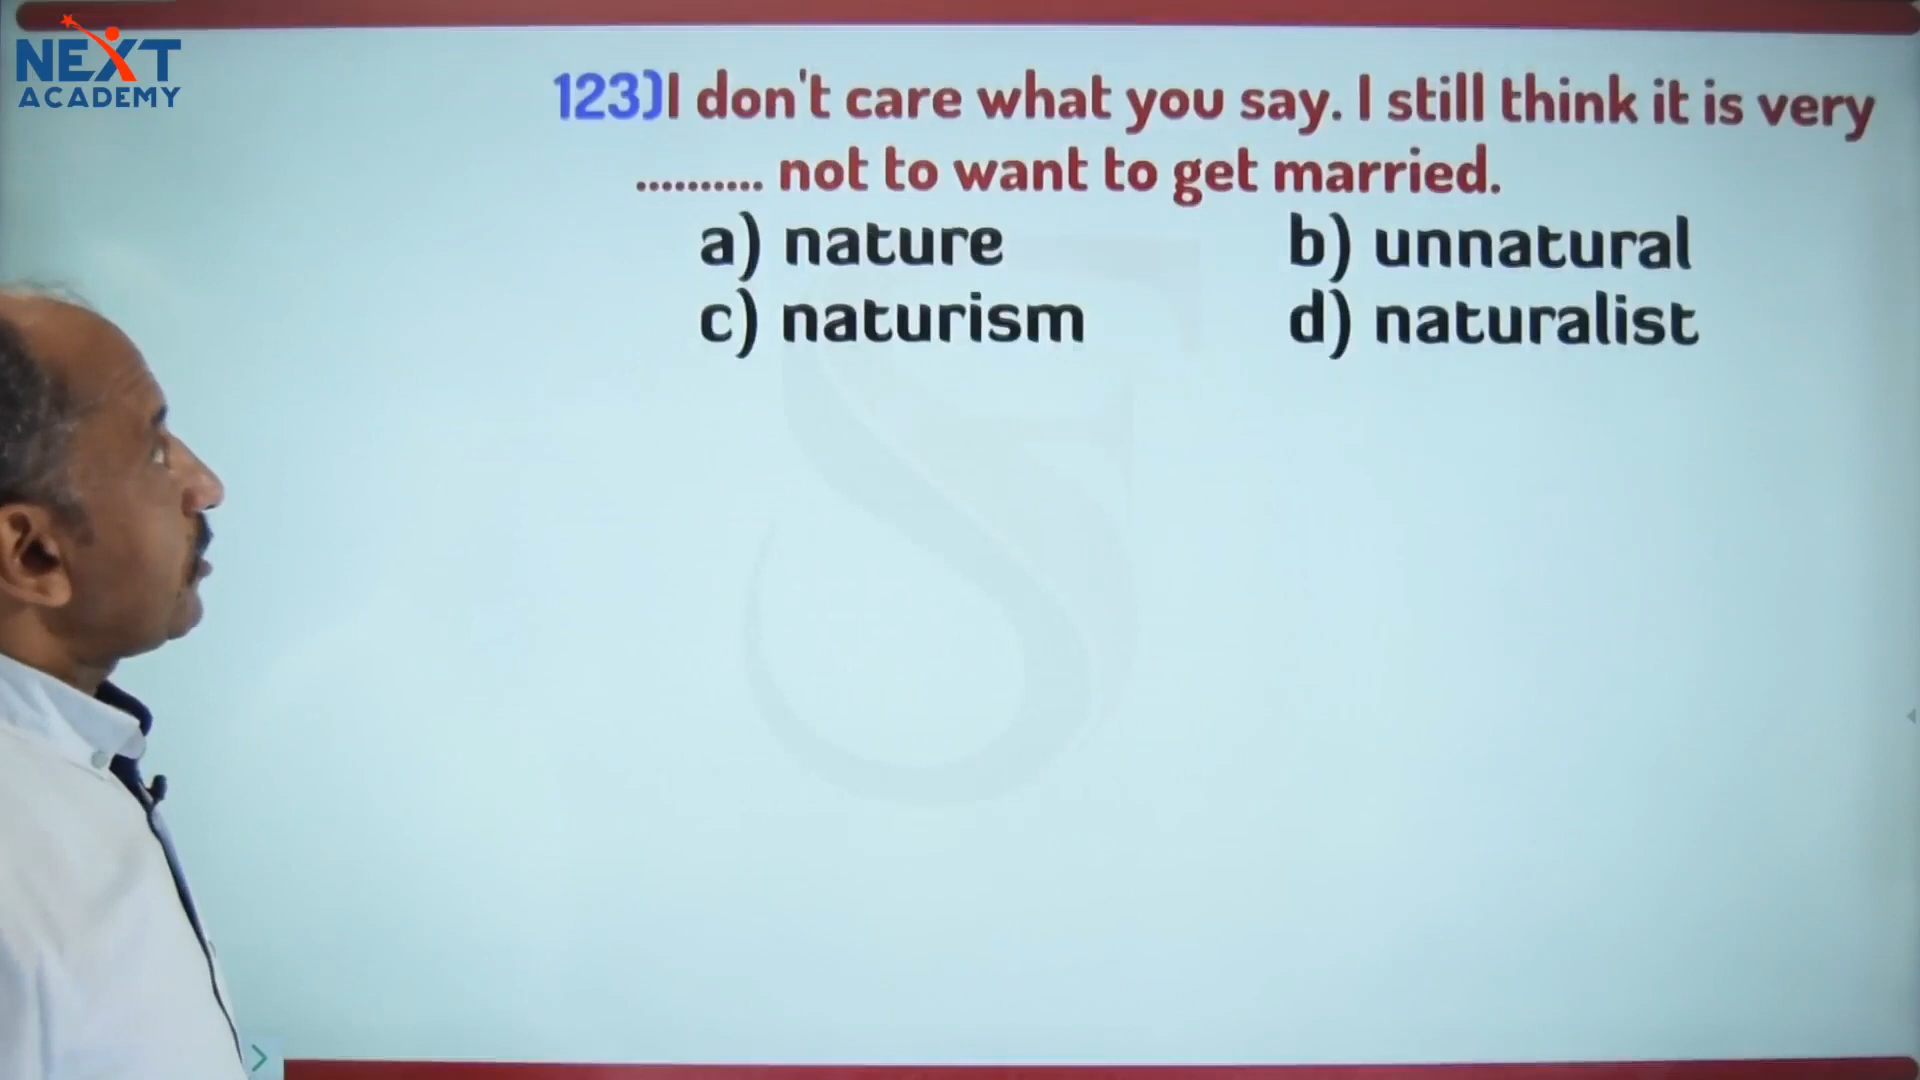 NEXT
ACADEMY
123)I don't care what you say. I still think it is very
.......... not to want to get married.
a) nature b) unnatural
c) naturism d) naturalist